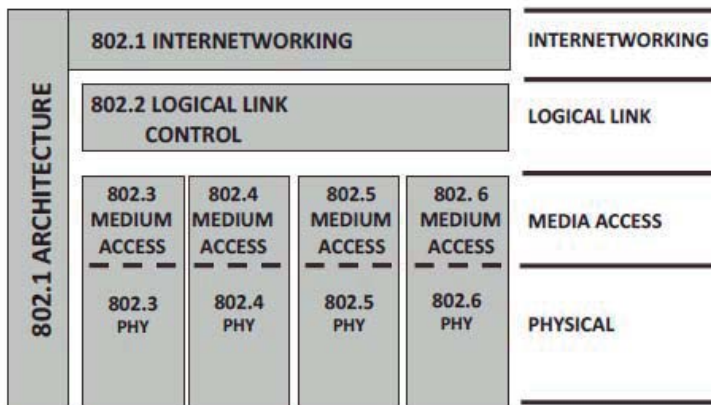 802.1 ARCHITECTURE
802.1 INTERNETWORKING
INTERNETWORKING
802.2 LOGICAL LINK
CONTROL
LOGICAL LINK
802.3
MEDIUM
ACCESS
802.4
MEDIUM
ACCESS
802.5
MEDIUM
ACCESS
802. 6
MEDIUM
ACCESS
MEDIA ACCESS
802.3
PHY
802.4
PHY
802.5
PHY
802.6
PHY
PHYSICAL